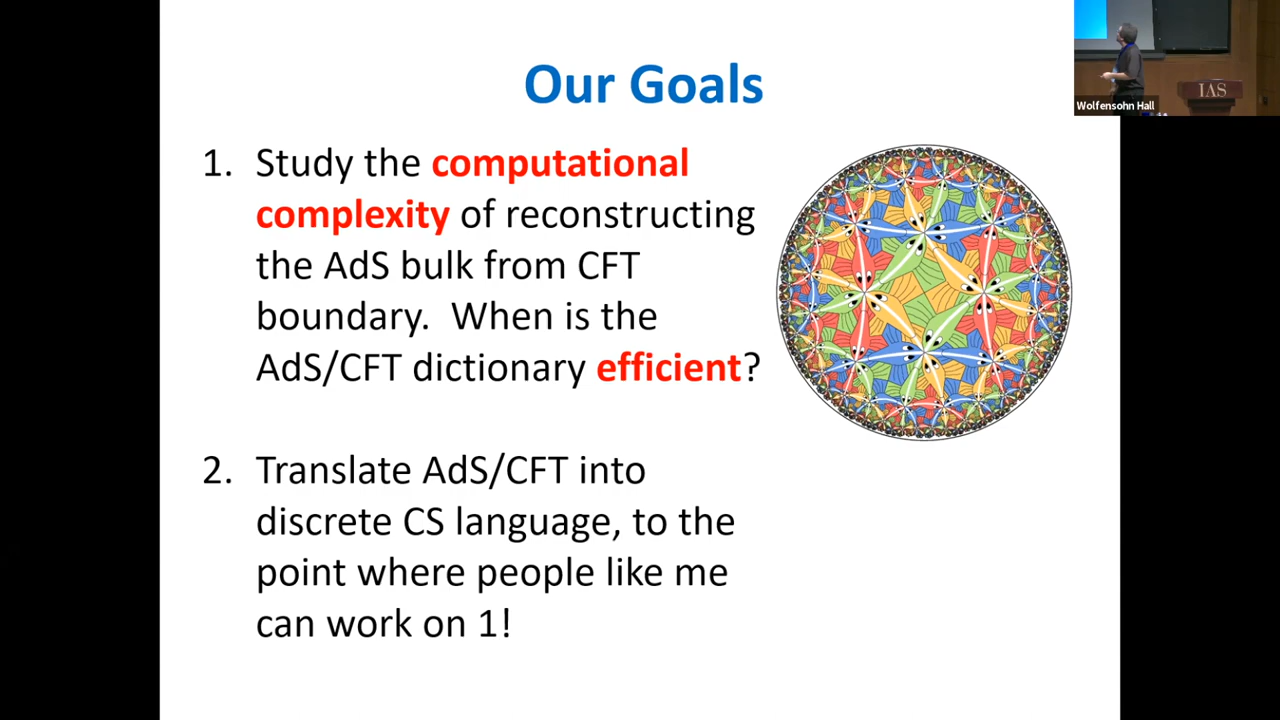 Our Goals
1. Study the computational
complexity of reconstructing
the AdS bulk from CFT
boundary. When is the
AdS/CFT dictionary efficient?
2. Translate AdS/CFT into
discrete CS language, to the
point where people like me
can work on 1!
IAS
Wolfensohn Hall